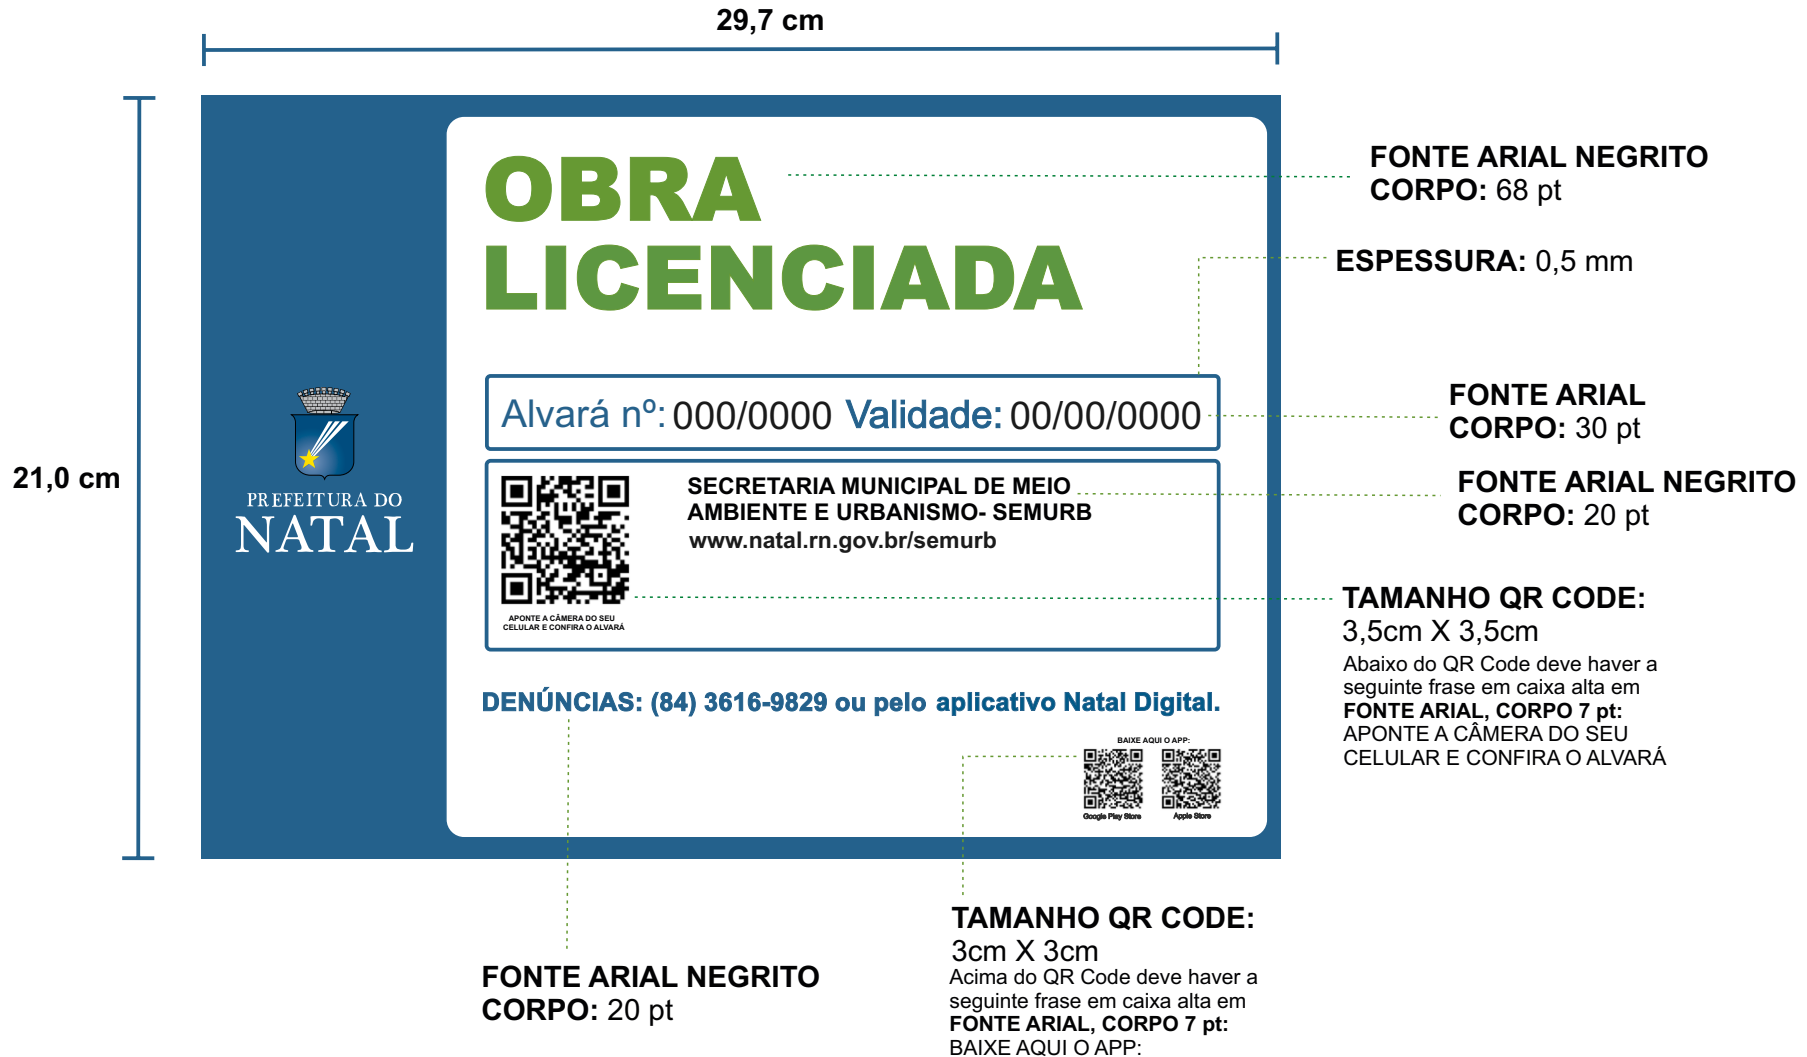 29,7 cm
21,0 cm
OBRA
LICENCIADA
Alvará nº: 000/0000 Validade: 00/00/0000
PREFEITURA DO
NATAL
SECRETARIA MUNICIPAL DE MEIO
AMBIENTE E URBANISMO- SEMURB
www.natal.rn.gov.br/semurb
APONTE A CÂMERA DO SEU
CELULAR E CONFIRA O ALVARÁ
DENÚNCIAS: (84) 3616-9829 ou pelo aplicativo Natal Digital.
BAIXE AQUI O APP:
Google Play Store
Apple Store
FONTE ARIAL NEGRITO
CORPO: 68 pt
ESPESSURA: 0,5 mm
FONTE ARIAL
CORPO: 30 pt
FONTE ARIAL NEGRITO
CORPO: 20 pt
TAMANHO QR CODE:
3,5cm X 3,5cm
Abaixo do QR Code deve haver a
seguinte frase em caixa alta em
FONTE ARIAL, CORPO 7 pt:
APONTE A CÂMERA DO SEU
CELULAR E CONFIRA O ALVARÁ
FONTE ARIAL NEGRITO
CORPO: 20 pt
TAMANHO QR CODE:
3cm X 3cm
Acima do QR Code deve haver a
seguinte frase em caixa alta em
FONTE ARIAL, CORPO 7 pt:
BAIXE AQUI O APP: